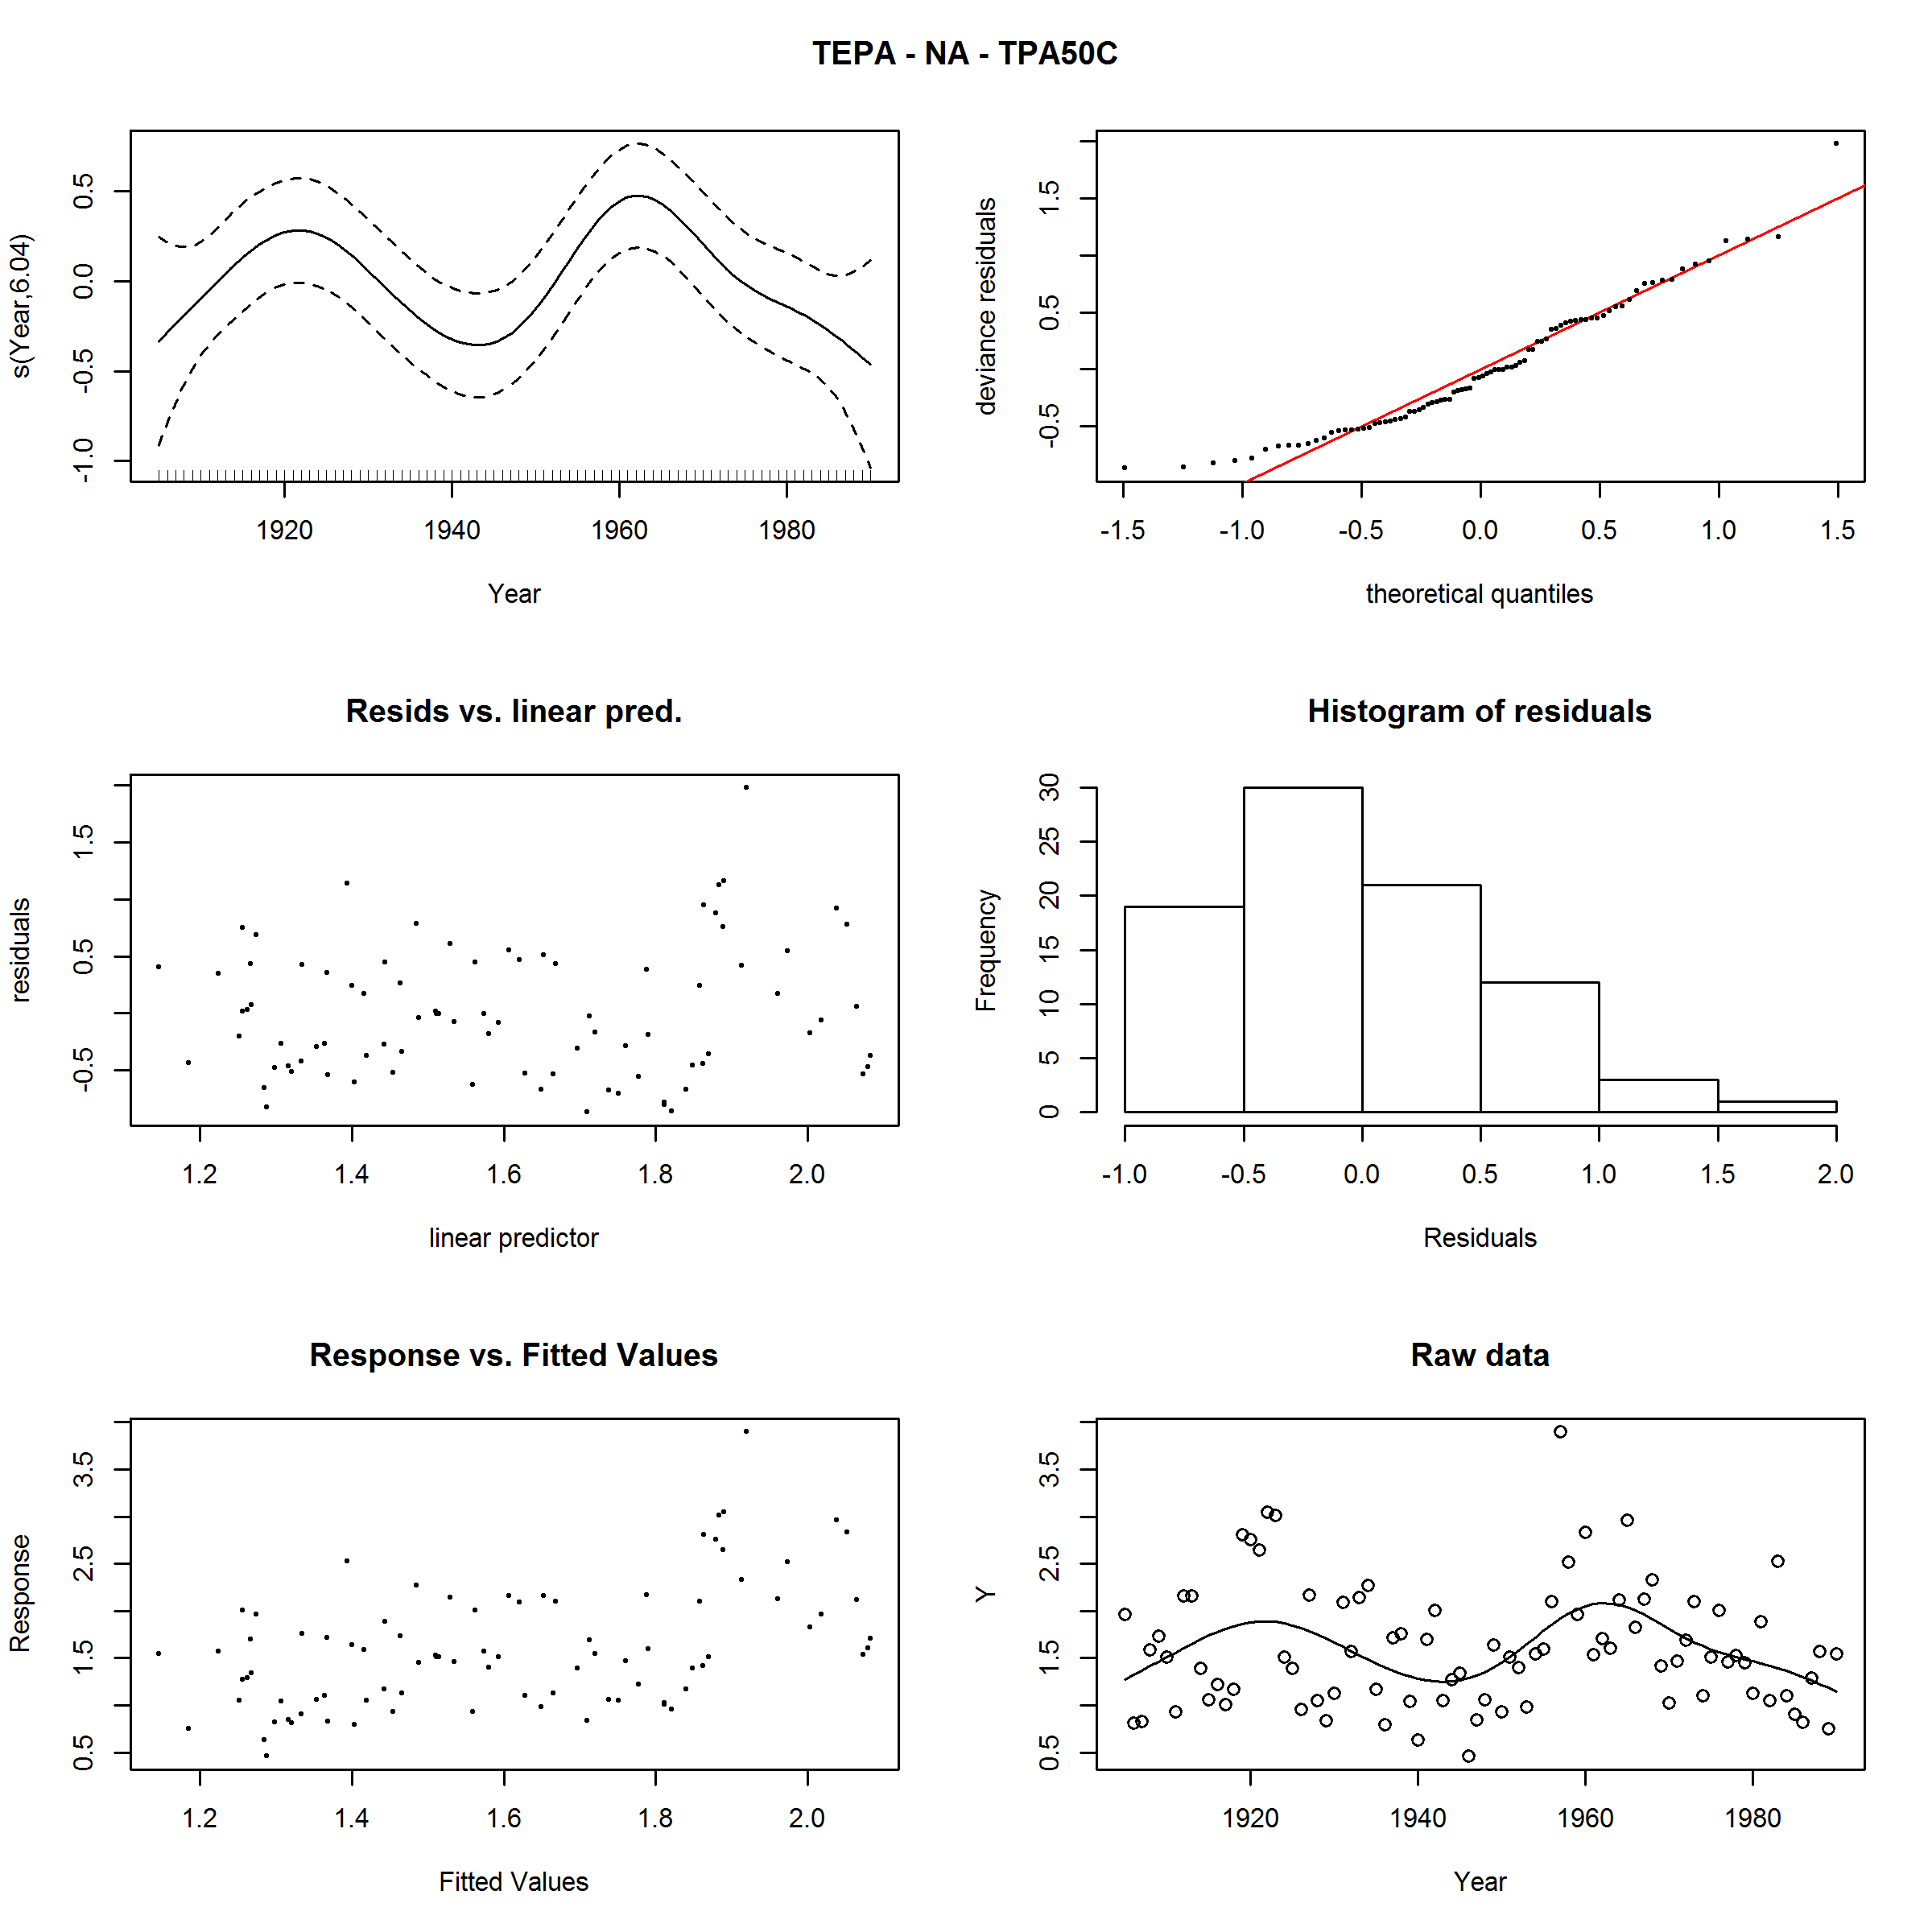 TEPA - NA - TPA50C
s(Year,6.04)
-1.0 -0.5 0.0 0.5
1920 1940 1960 1980
Year
deviance residuals
-0.5 0.5 1.5
-1.5 -1.0 -0.5 0.0 0.5 1.0 1.5
theoretical quantiles
Resids vs. linear pred.
residuals
-0.5 0.5 1.5
1.2 1.4 1.6 1.8 2.0
linear predictor
Histogram of residuals
Frequency
0 5 10 15 20 25 30
-1.0 -0.5 0.0 0.5 1.0 1.5 2.0
Residuals
Response vs. Fitted Values
Response
0.5 1.5 2.5 3.5
1.2 1.4 1.6 1.8 2.0
Fitted Values
Raw data
Y
0.5 1.5 2.5 3.5
1920 1940 1960 1980
Year